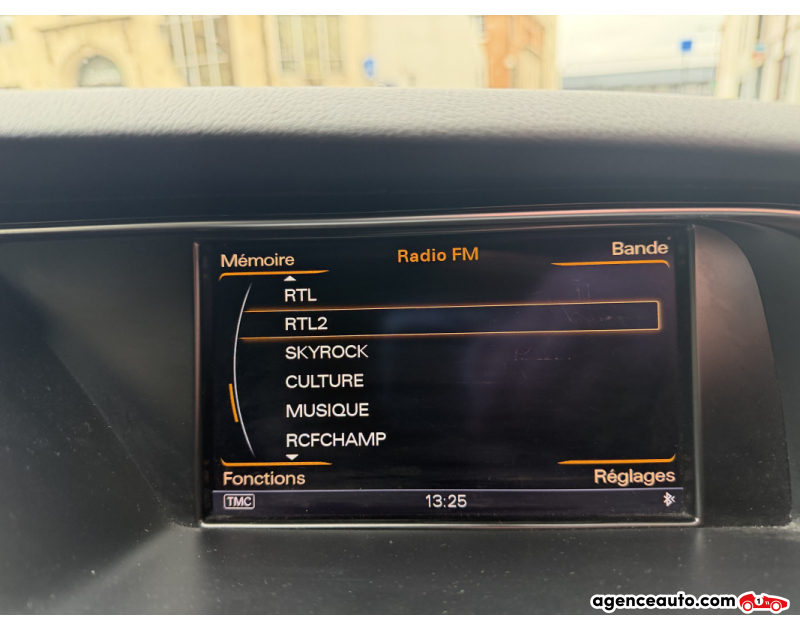 Mémoire
Radio FM
Bande
RTL
RTL2
SKYROCK
CULTURE
MUSIQUE
RCFCHAMP
Fonctions
Réglages
TMC
13:25
agenceauto.com